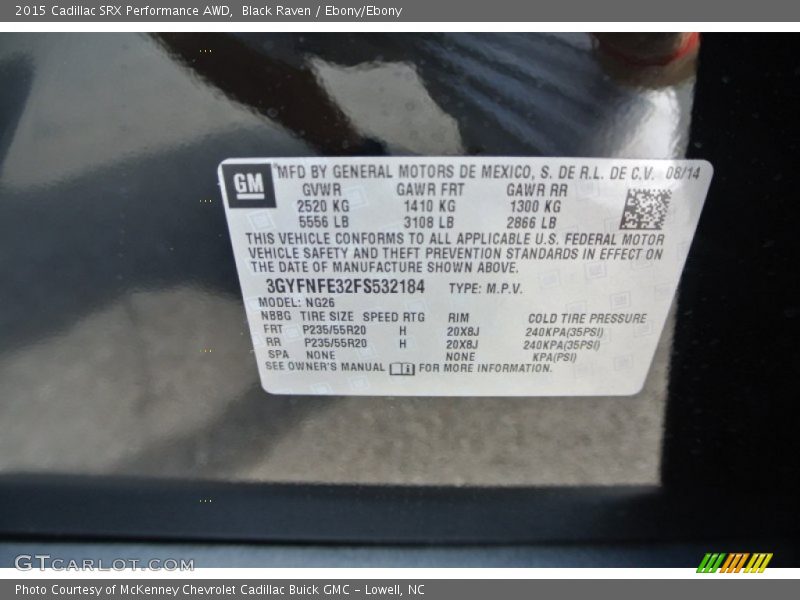 2015 Cadillac SRX Performance AWD, Black Raven / Ebony/Ebony
GM
MFD BY GENERAL MOTORS DE MEXICO, S. DE R.L. DE C.V. 08/14
GVWR GAWR FRT GAWR RR
2520 KG 1410 KG 1300 KG
5556 LB 3108 LB 2866 LB
THIS VEHICLE CONFORMS TO ALL APPLICABLE U.S. FEDERAL MOTOR
VEHICLE SAFETY AND THEFT PREVENTION STANDARDS IN EFFECT ON
THE DATE OF MANUFACTURE SHOWN ABOVE.
3GYFNFE32FS532184 TYPE: M.P.V.
MODEL: NG26
NBBG TIRE SIZE SPEED RTG RIM COLD TIRE PRESSURE
FRT P235/55R20 H 20X8J 240KPA(35PSI)
RR P235/55R20 H 20X8J 240KPA(35PSI)
SPA NONE NONE KPA(PSI)
SEE OWNER'S MANUAL FOR MORE INFORMATION.
GTCARLOT.COM
Photo Courtesy of McKenney Chevrolet Cadillac Buick GMC - Lowell, NC